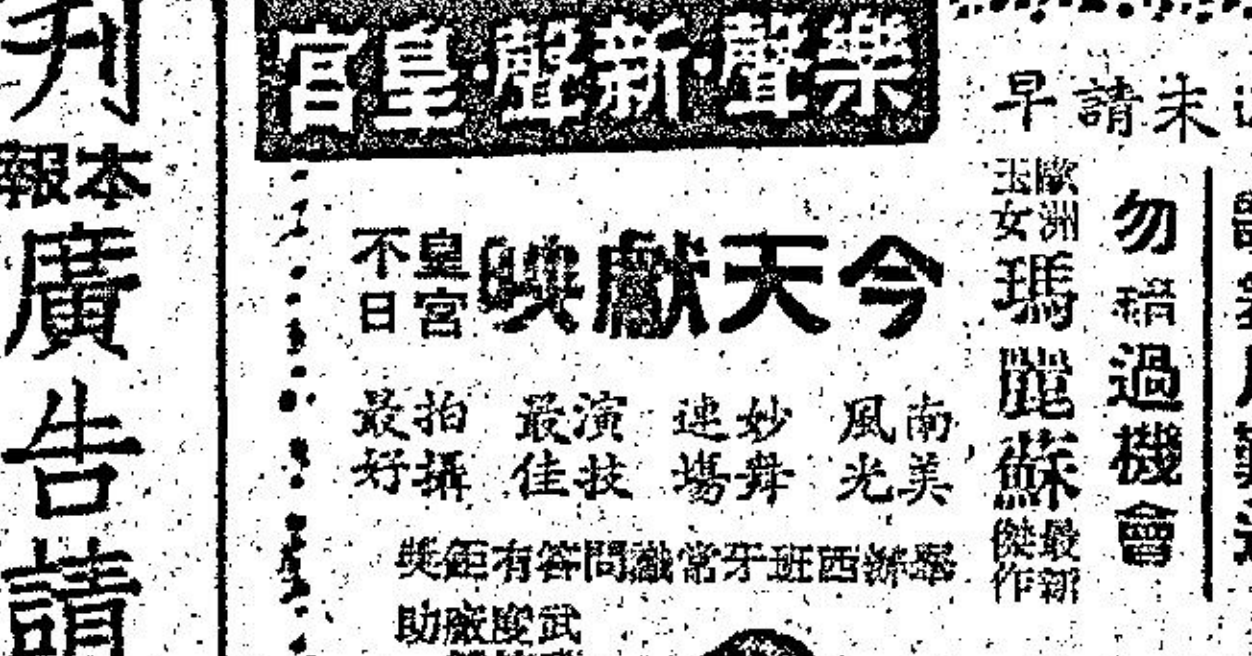 未請早
勿錯過機會
歐洲玉女
瑪麗蘇
最新傑作
樂聲·新聲·皇宮
今天獻映
皇宮不日
南美風光
妙舞連場
演技最佳
拍攝最好
舉辦西班牙常識問答有鉅獎
刊
本報
廣告請